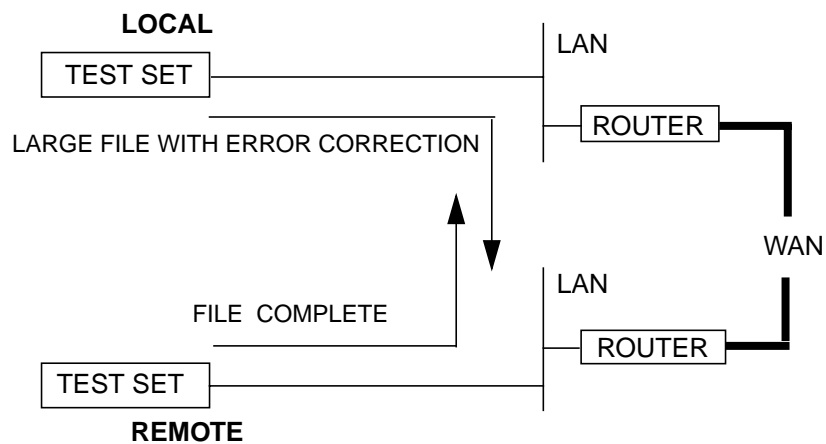 LOCAL
LAN
TEST SET
ROUTER
LARGE FILE WITH ERROR CORRECTION
WAN
LAN
FILE COMPLETE
ROUTER
TEST SET
REMOTE